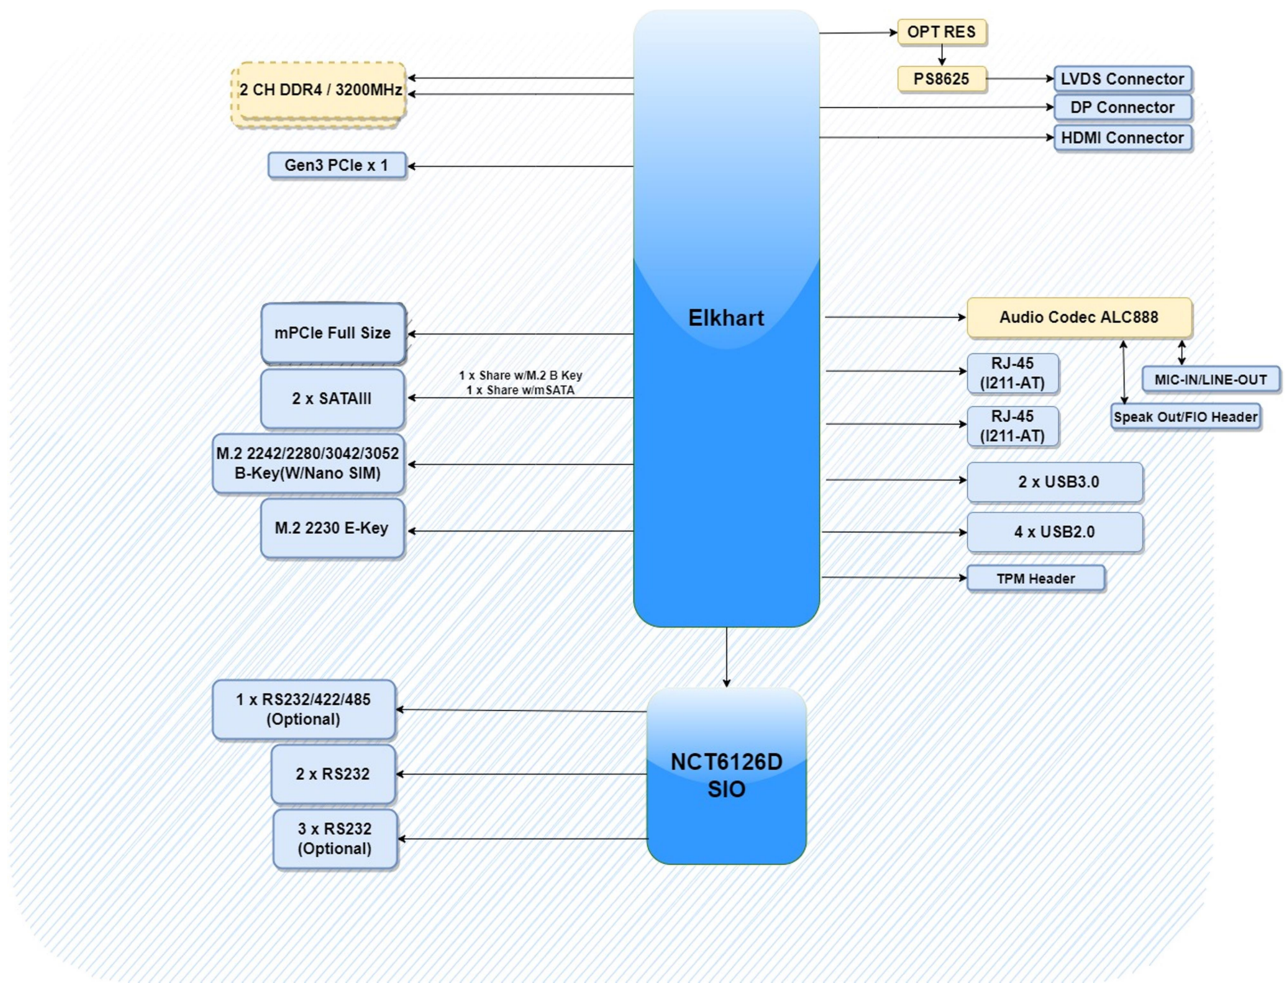 OPT RES
PS8625
LVDS Connector
2 CH DDR4 / 3200MHz
DP Connector
HDMI Connector
Gen3 PCIe x 1
Elkhart
Audio Codec ALC888
mPCIe Full Size
RJ-45
(I211-AT)
MIC-IN/LINE-OUT
1 x Share w/M.2 B Key
1 x Share w/mSATA
2 x SATAIII
Speak Out/FIO Header
RJ-45
(I211-AT)
M.2 2242/2280/3042/3052
B-Key(W/Nano SIM)
2 x USB3.0
M.2 2230 E-Key
4 x USB2.0
TPM Header
1 x RS232/422/485
(Optional)
NCT6126D
SIO
2 x RS232
3 x RS232
(Optional)